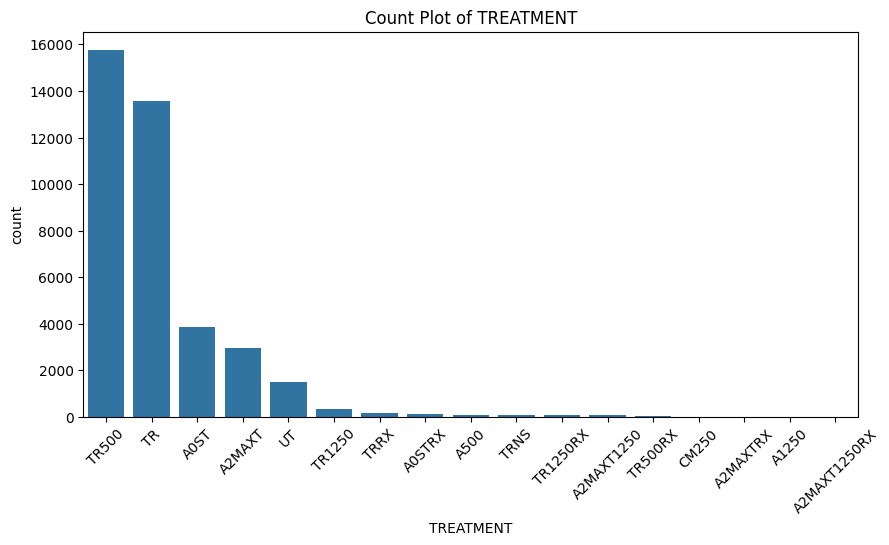 Count Plot of TREATMENT
count
16000
14000
12000
10000
8000
6000
4000
2000
0
TR500
TR
A0ST
A2MAXT
UT
TR1250
TRRX
A0STRX
A500
TRNS
TR1250RX
A2MAXT1250
TR500RX
CM250
A2MAXTRX
A1250
A2MAXT1250RX
TREATMENT